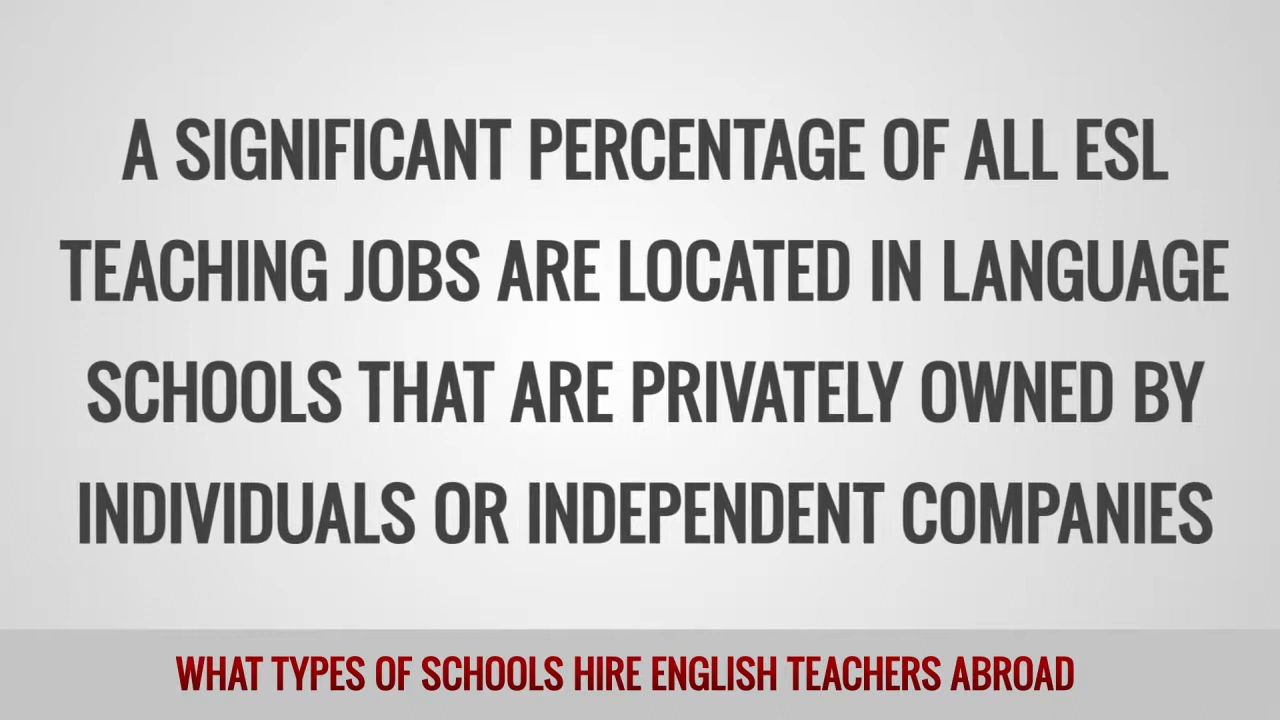 A SIGNIFICANT PERCENTAGE OF ALL ESL
TEACHING JOBS ARE LOCATED IN LANGUAGE
SCHOOLS THAT ARE PRIVATELY OWNED BY
INDIVIDUALS OR INDEPENDENT COMPANIES
WHAT TYPES OF SCHOOLS HIRE ENGLISH TEACHERS ABROAD